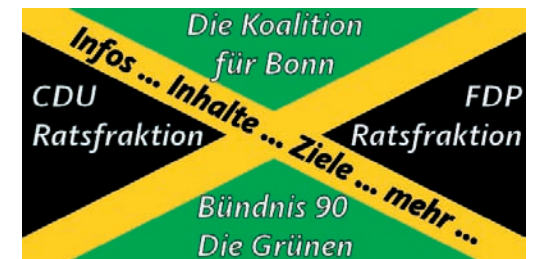 Die Koalition
für Bonn
Infos ... Inhalte ... Ziele ... mehr ...
CDU
Ratsfraktion
FDP
Ratsfraktion
Bündnis 90
Die Grünen